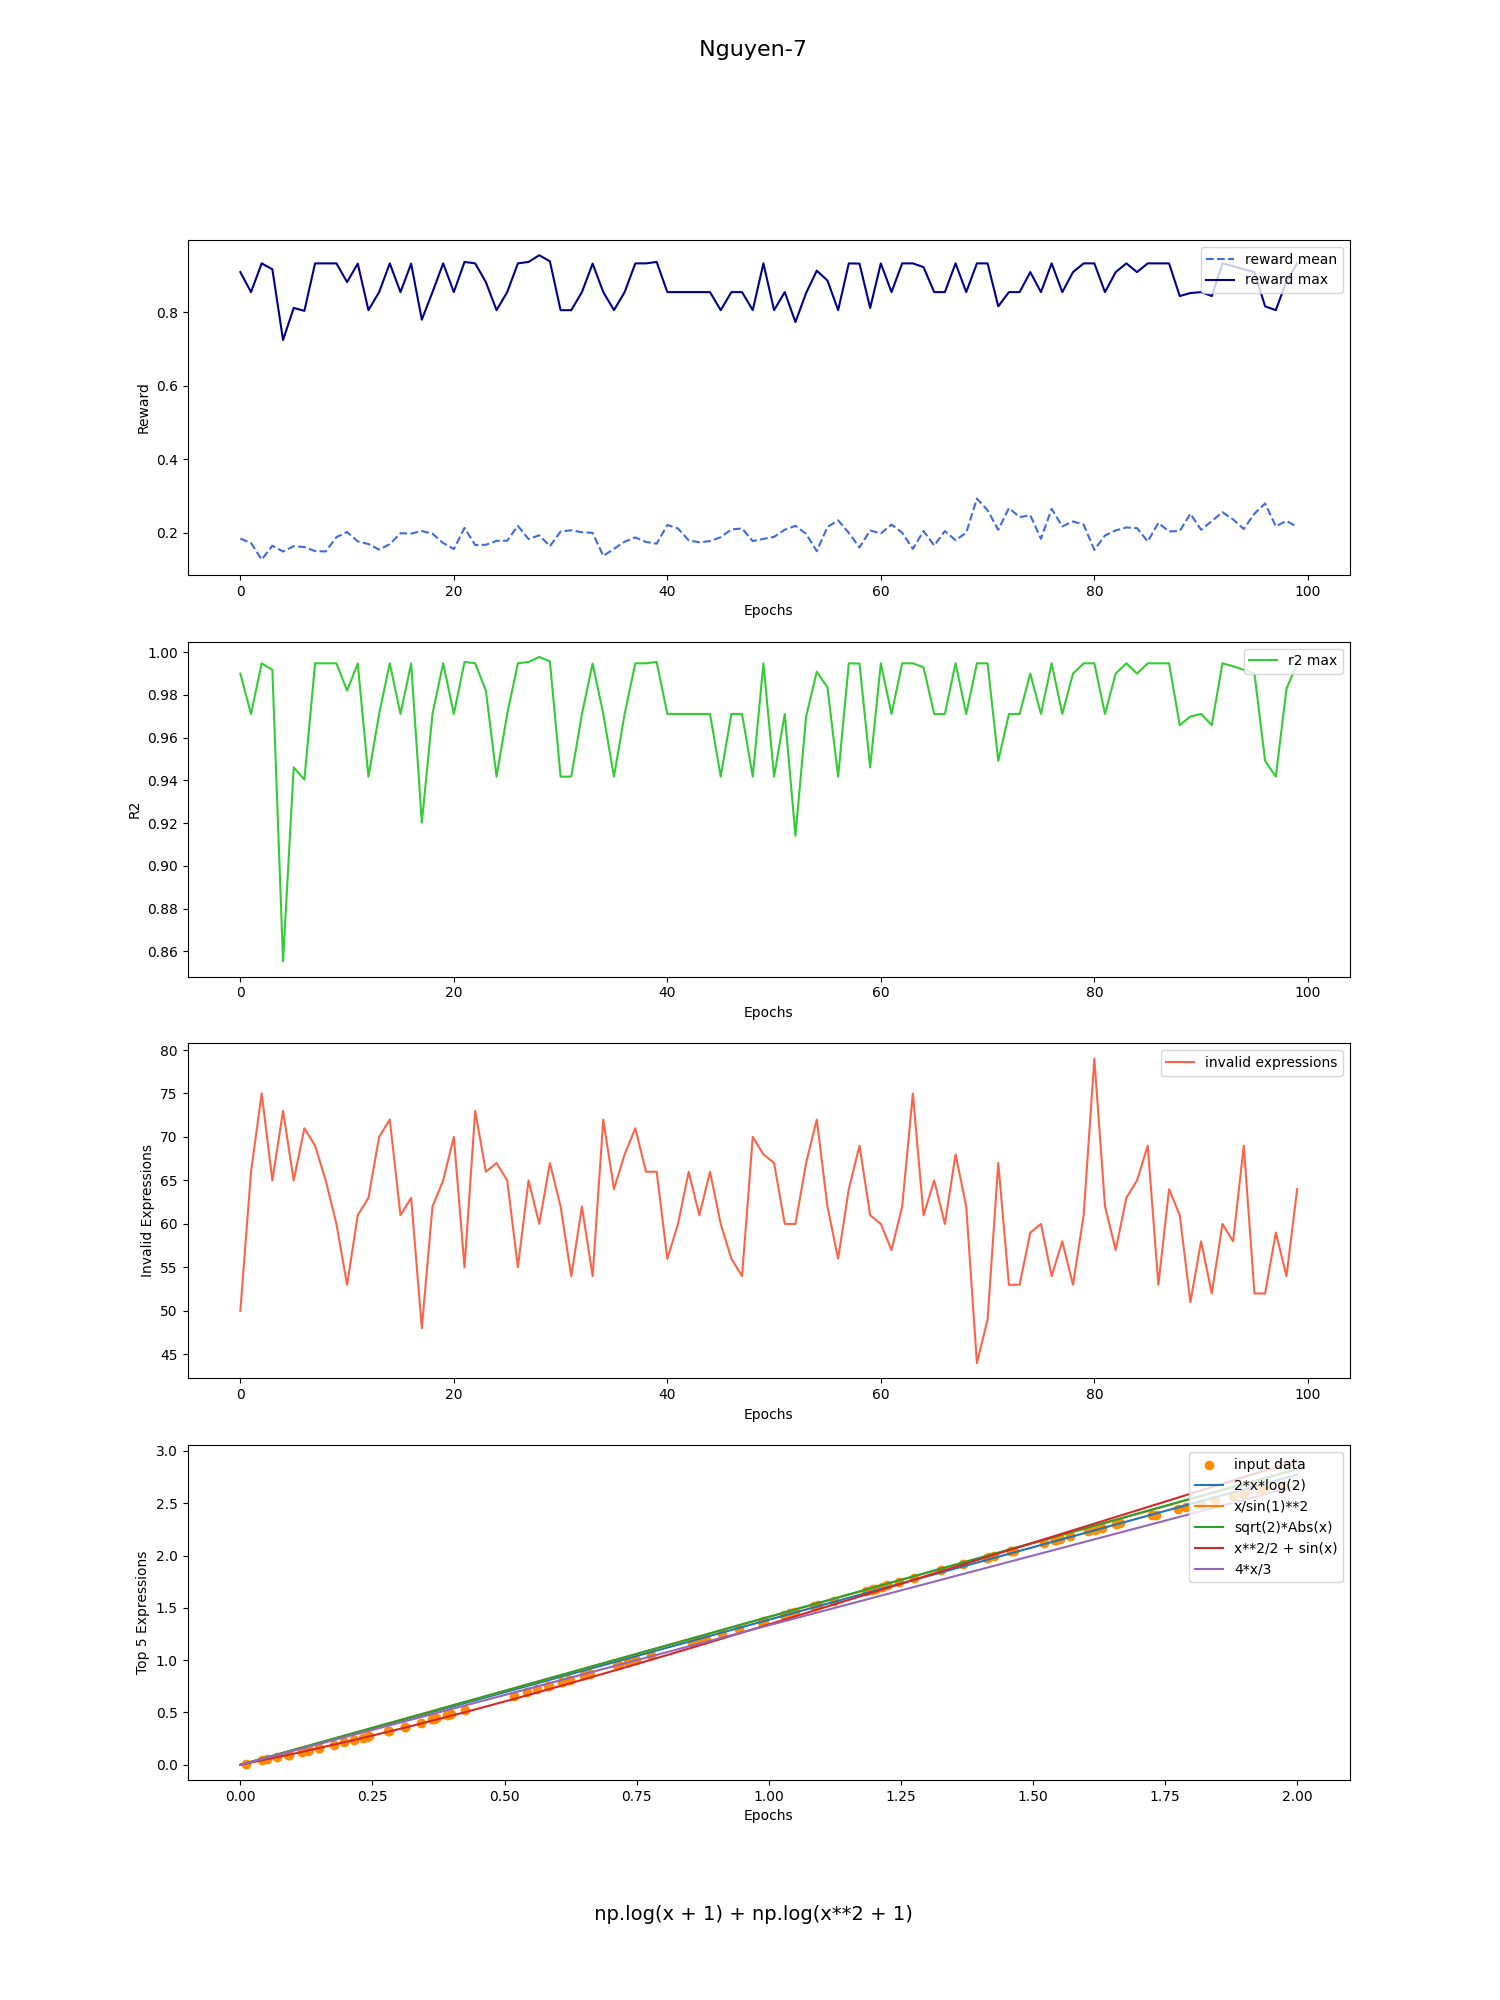 Nguyen-7
reward mean
reward max
0.8
0.6
0.4
0.2
Reward
0 20 40 60 80 100
Epochs
r2 max
1.00
0.98
0.96
0.94
0.92
0.90
0.88
0.86
R2
0 20 40 60 80 100
Epochs
invalid expressions
80
75
70
65
60
55
50
45
Invalid Expressions
0 20 40 60 80 100
Epochs
input data
2*x*log(2)
x/sin(1)**2
sqrt(2)*Abs(x)
x**2/2 + sin(x)
4*x/3
3.0
2.5
2.0
1.5
1.0
0.5
0.0
Top 5 Expressions
0.00 0.25 0.50 0.75 1.00 1.25 1.50 1.75 2.00
Epochs
np.log(x + 1) + np.log(x**2 + 1)